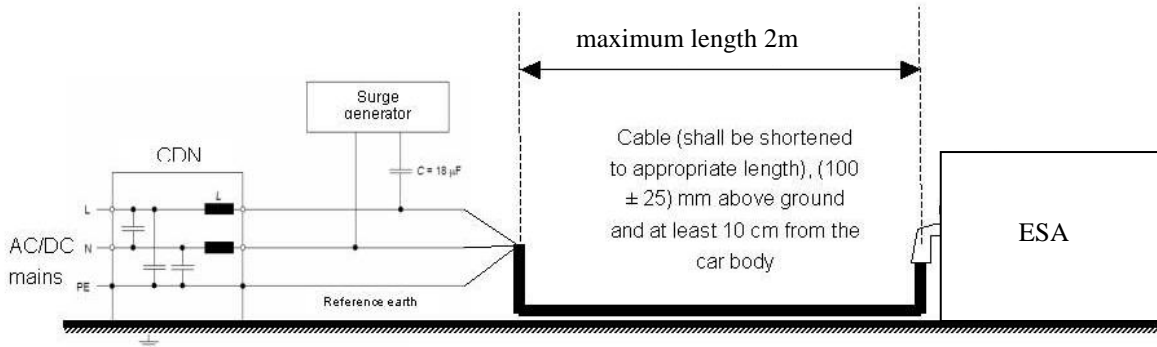 maximum length 2m
Surge
generator
CDN
C = 18 µF
L
L
AC/DC
N
mains
PE
Reference earth
Cable (shall be shortened
to appropriate length), (100
± 25) mm above ground
and at least 10 cm from the
car body
ESA